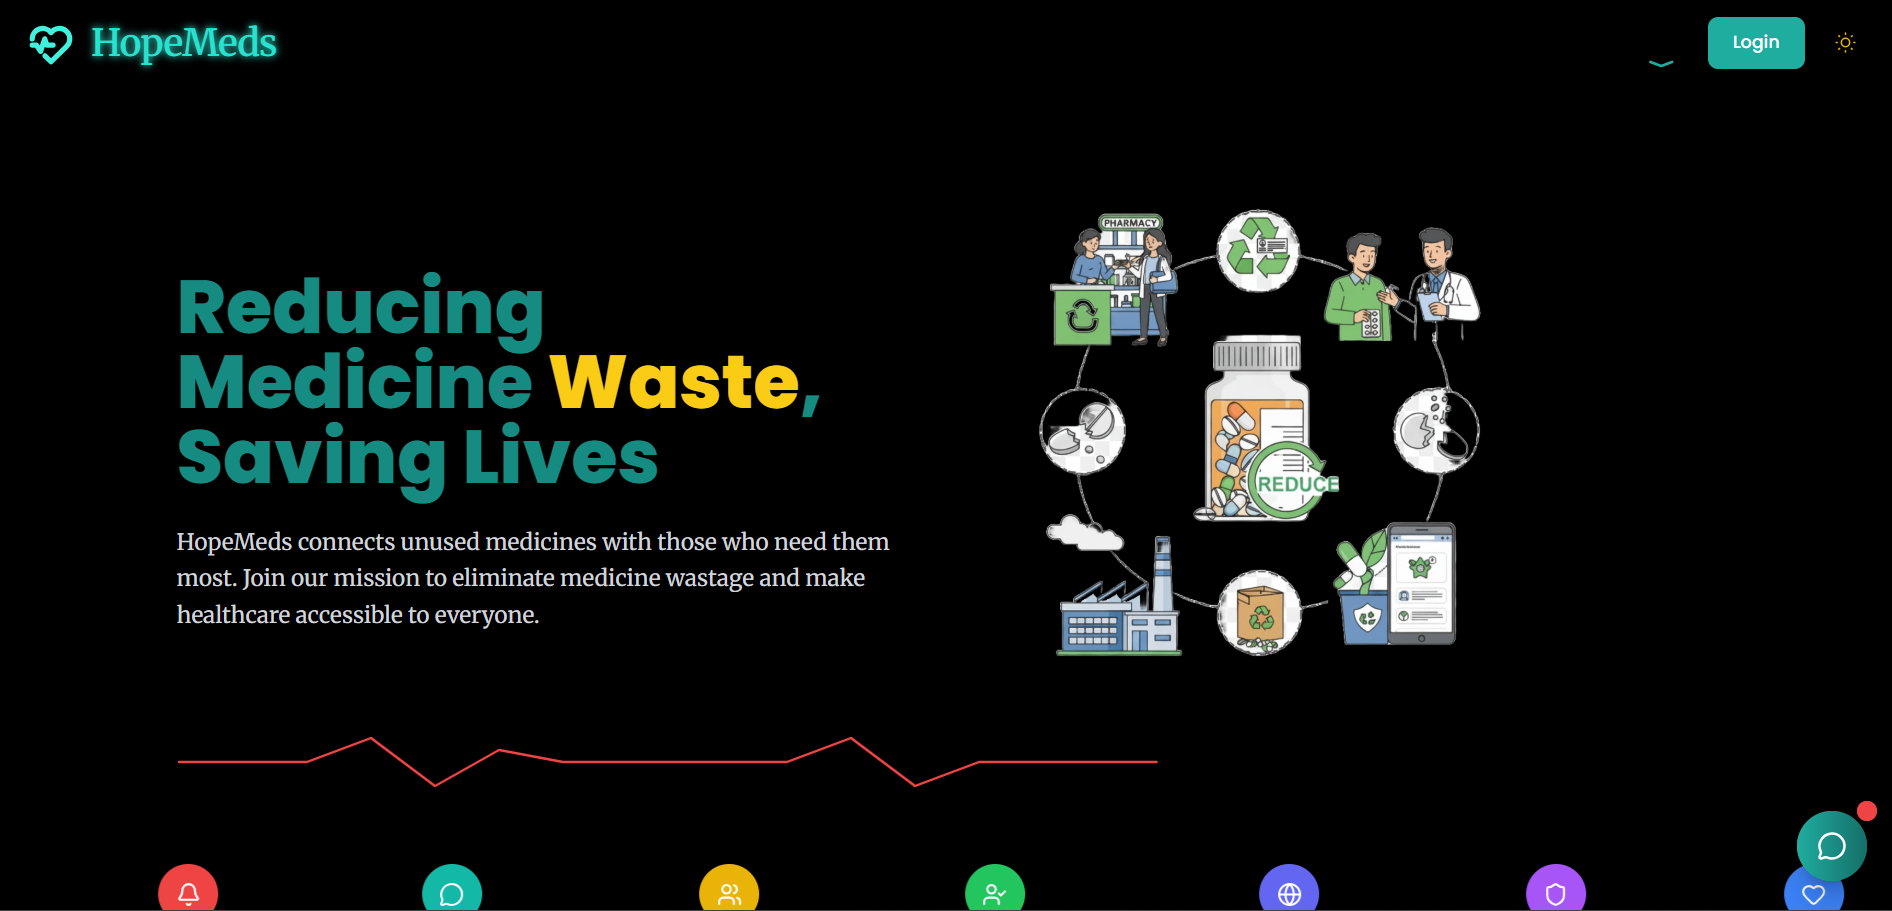 HopeMeds
Login
Reducing
Medicine Waste,
Saving Lives
HopeMeds connects unused medicines with those who need them
most. Join our mission to eliminate medicine wastage and make
healthcare accessible to everyone.
PHARMACY
REDUCE